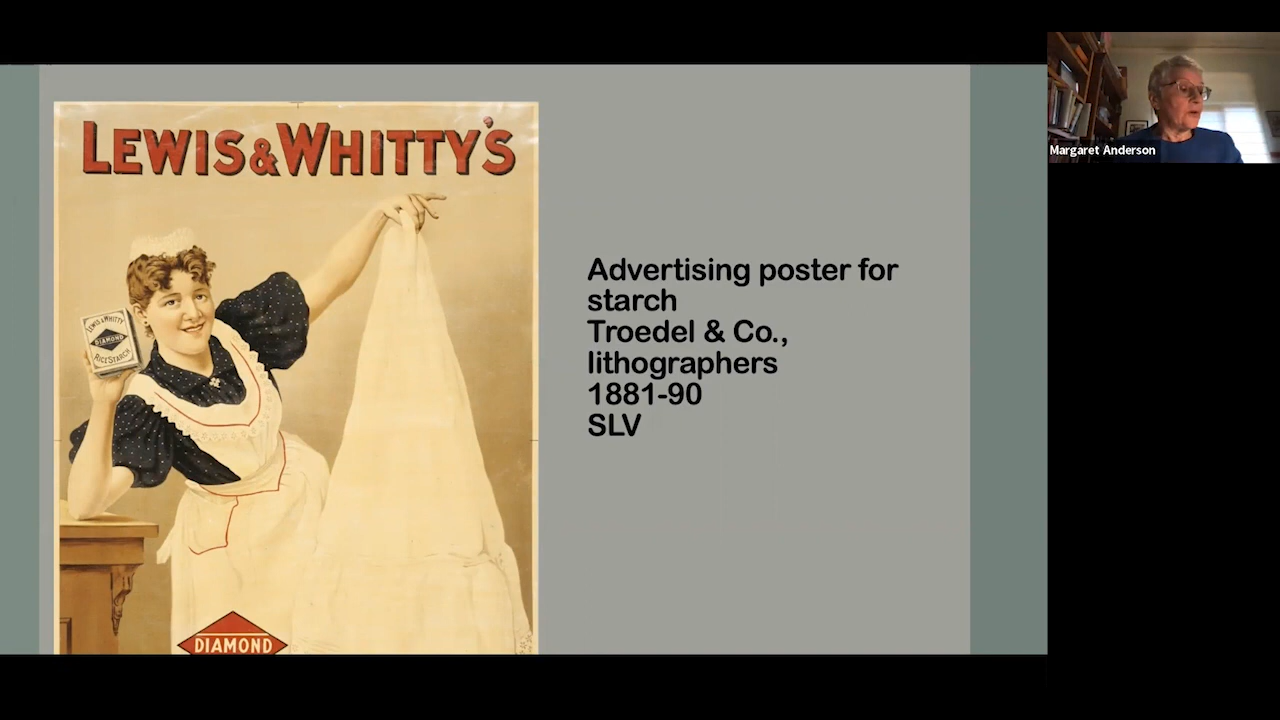 LEWIS & WHITTY'S
LEWIS & WHITTY
DIAMOND
RICE STARCH
DIAMOND
Advertising poster for
starch
Troedel & Co.,
lithographers
1881-90
SLV
Margaret Anderson